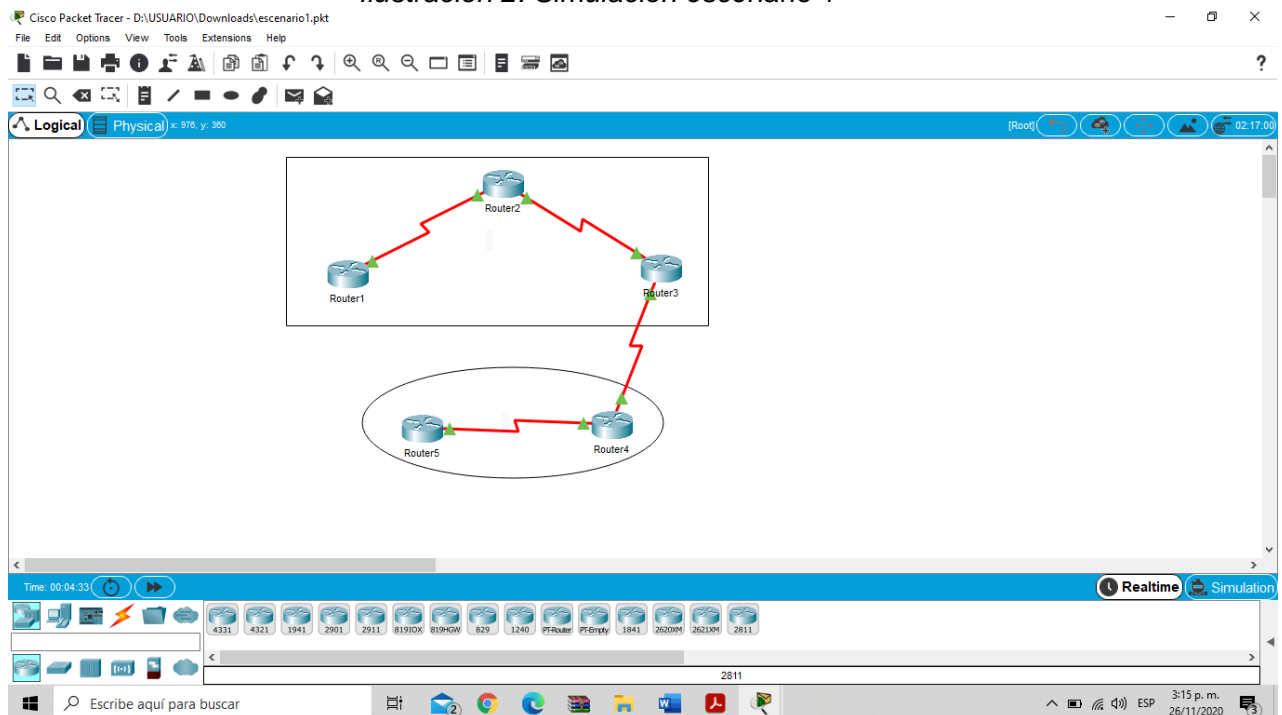 Ilustración 2. Simulación escenario 1
Cisco Packet Tracer - D:\USUARIO\Downloads\escenario1.pkt
File Edit Options View Tools Extensions Help
?
Logical Physical x: 976, y: 360 [Root] 02:17:00
Router2
Router1
Router3
Router5
Router4
Time: 00:04:33 Realtime Simulation
4331 4321 1941 2901 2911 819IOX 819HGW 829 1240 PT-Router PT-Empty 1841 2620XM 2621XM 2811
2811
Escribe aquí para buscar
2
W
ESP
3:15 p. m.
26/11/2020
3